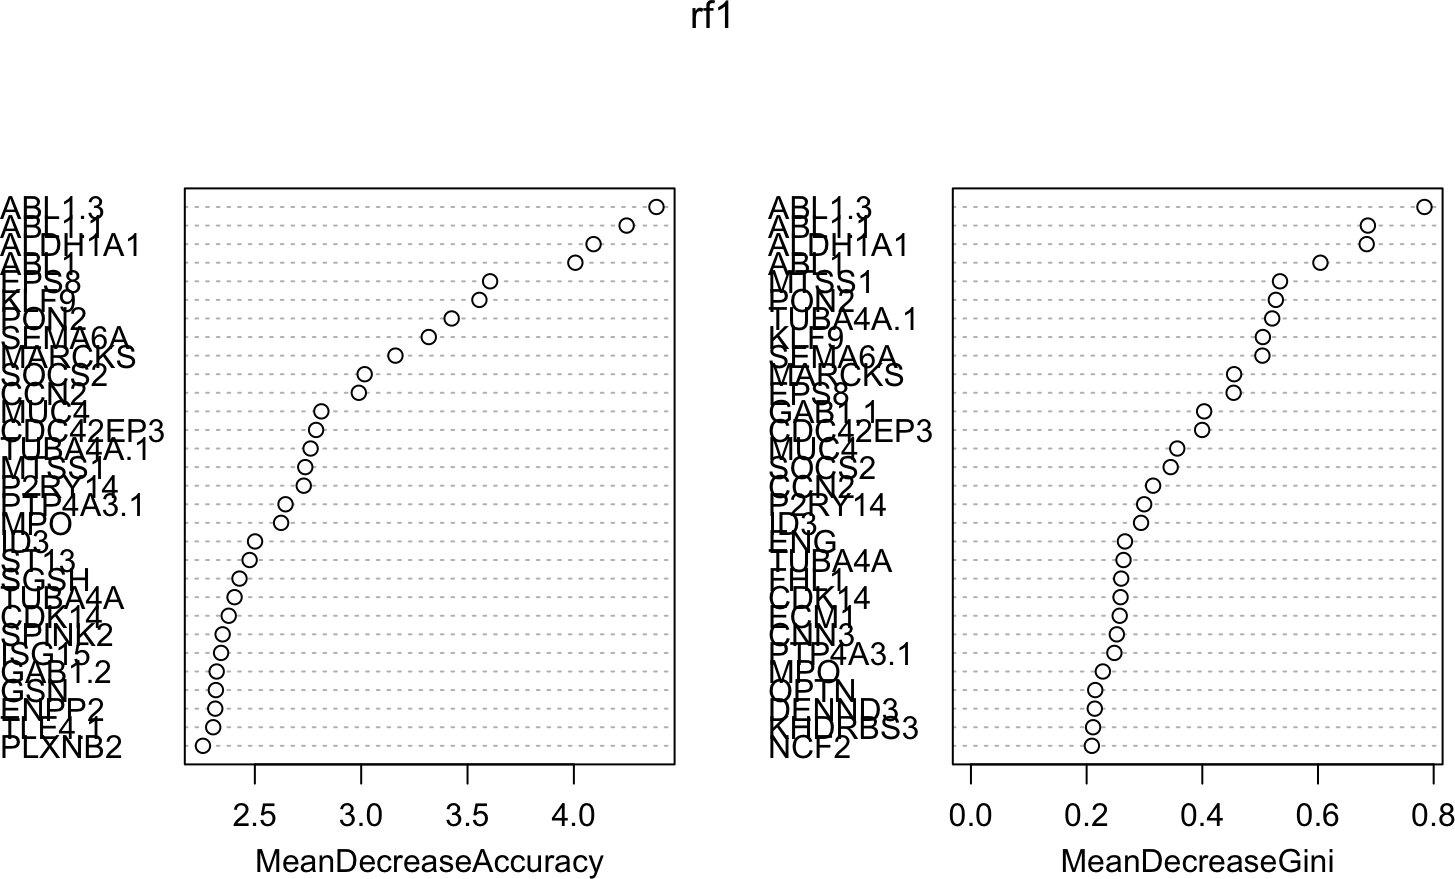 rf1
ABL1.3
ABL1.1
ALDH1A1
ABL1
EPS8
KLF9
PON2
SEMA6A
MARCKS
SOCS2
CCN2
MUC4
CDC42EP3
TUBA4A.1
MTSS1
P2RY14
PTP4A3.1
MPO
ID3
ST13
SGSH
TUBA4A
CDK14
SPINK2
ISG15
GAB1.2
GSN
ENPP2
TLE4.1
PLXNB2
2.5 3.0 3.5 4.0
MeanDecreaseAccuracy
ABL1.3
ABL1.1
ALDH1A1
ABL1
MTSS1
PON2
TUBA4A.1
KLF9
SEMA6A
MARCKS
EPS8
GAB1.1
CDC42EP3
MUC4
SOCS2
CCN2
P2RY14
ID3
ENG
TUBA4A
FHL1
CDK14
ECM1
CNN3
PTP4A3.1
MPO
OPTN
DENND3
KHDRBS3
NCF2
0.0 0.2 0.4 0.6 0.8
MeanDecreaseGini